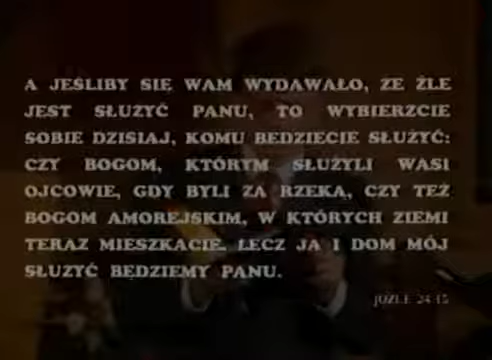 A JEŚLIBY SIĘ WAM WYDAWAŁO, ŻE ŹLE
JEST SŁUŻYĆ PANU, TO WYBIERZCIE
SOBIE DZISIAJ, KOMU BĘDZIECIE SŁUŻYĆ:
CZY BOGOM, KTÓRYM SŁUŻYLI WASI
OJCOWIE, GDY BYLI ZA RZEKĄ, CZY TEŻ
BOGOM AMOREJSKIM, W KTÓRYCH ZIEMI
TERAZ MIESZKACIE. LECZ JA I DOM MÓJ
SŁUŻYĆ BĘDZIEMY PANU.
JOZUE 24:15